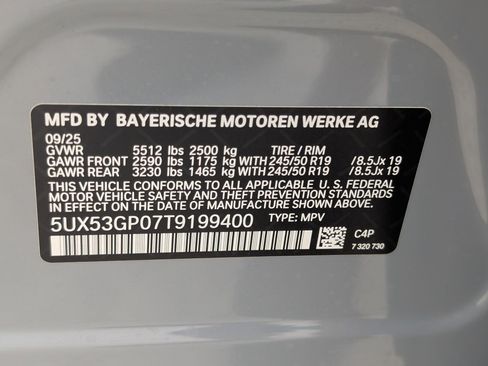 MFD BY BAYERISCHE MOTOREN WERKE AG
09/25
GVWR 5512 lbs 2500 kg TIRE / RIM
GAWR FRONT 2590 lbs 1175 kg WITH 245/50 R19 /8.5Jx 19
GAWR REAR 3230 lbs 1465 kg WITH 245/50 R19 /8.5Jx 19
THIS VEHICLE CONFORMS TO ALL APPLICABLE U. S. FEDERAL
MOTOR VEHICLE SAFETY AND THEFT PREVENTION STANDARDS IN
EFFECT ON THE DATE OF MANUFACTURE SHOWN ABOVE.
5UX53GP07T9199400 TYPE: MPV
C4P
7 320 730